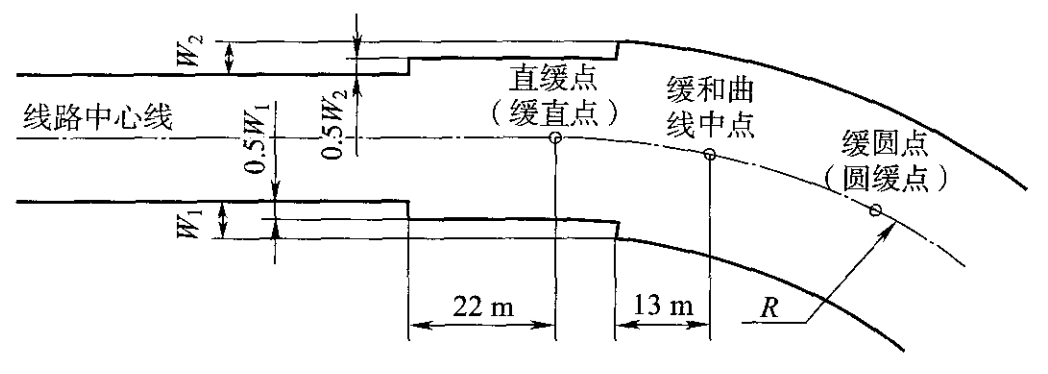 W₂
0.5W₂
直缓点
（缓直点）
缓和曲
线中点
缓圆点
（圆缓点）
线路中心线
0.5W₁
W₁
22 m
13 m
R